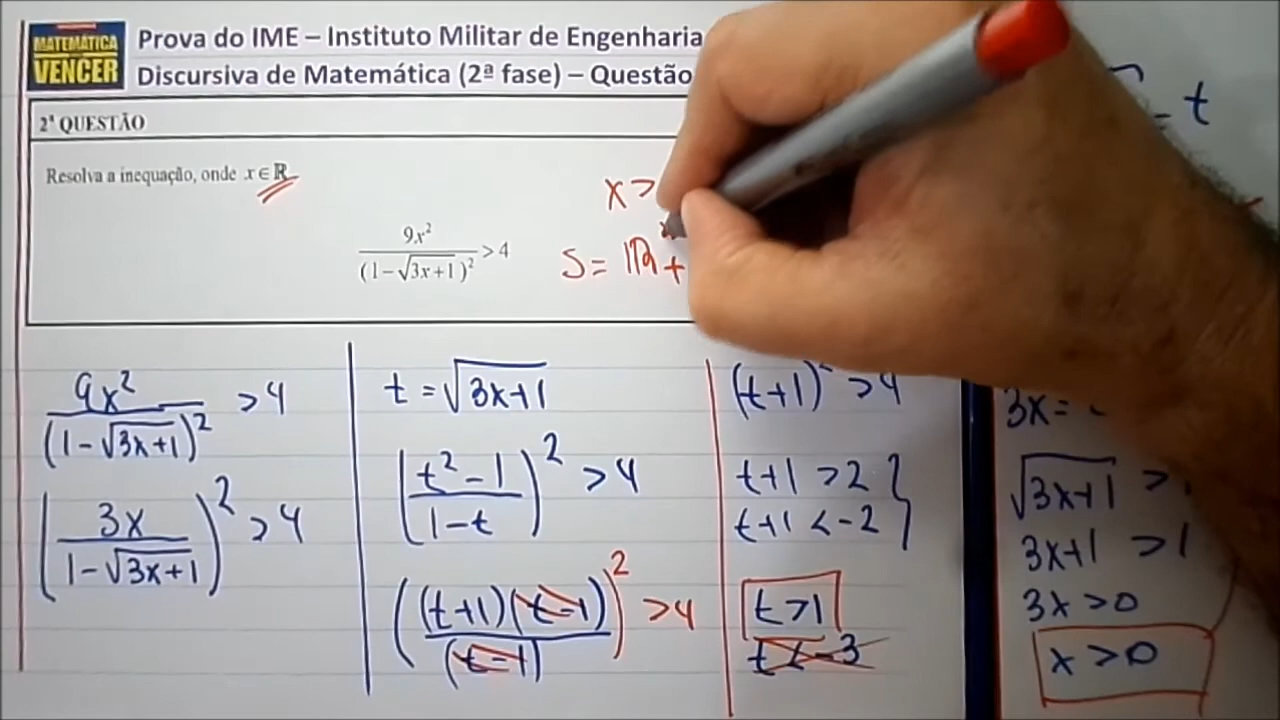 MATEMÁTICA
VENCER
Prova do IME – Instituto Militar de Engenharia
Discursiva de Matemática (2ª fase) – Questão
2ª QUESTÃO
Resolva a inequação, onde x ∈ ℝ
9x² / (1-√(3x+1))² > 4
x >
S = ℝ+
t
9x² / (1-√(3x+1))² > 4
(3x / (1-√(3x+1)))² > 4
t = √(3x+1)
((t²-1) / (1-t))² > 4
((t+1)(t-1) / (t-1))² > 4
(t+1)² > 4
t+1 > 2
t+1 < -2
t > 1
t < -3
3x =
√(3x+1) >
3x+1 > 1
3x > 0
x > 0